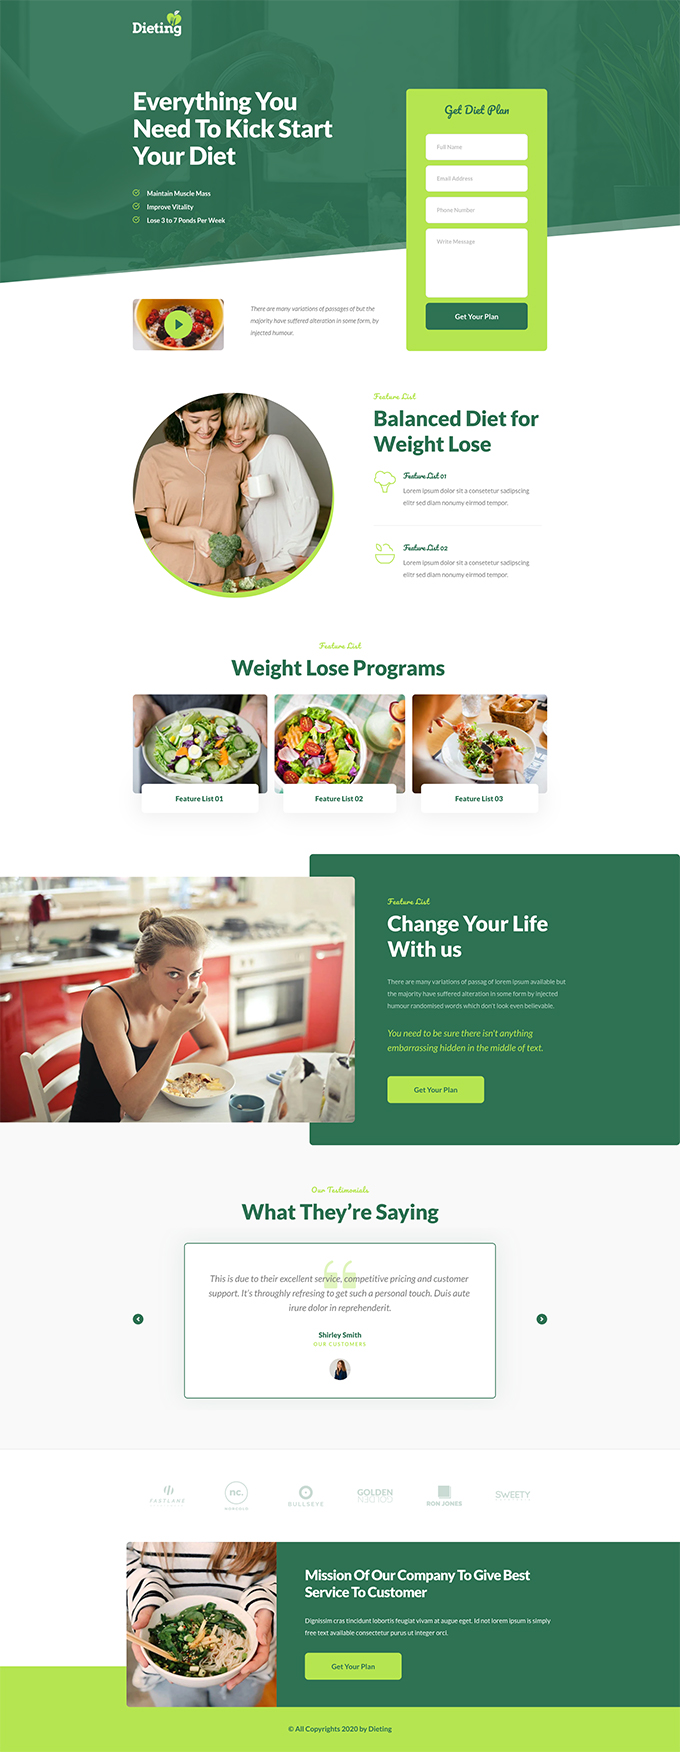 Dieting
Everything You
Need To Kick Start
Your Diet
Maintain Muscle Mass
Improve Vitality
Lose 3 to 7 Ponds Per Week
Get Diet Plan
Full Name
Email Address
Phone Number
Write Message
Get Your Plan
There are many variations of passages of but the
majority have suffered alteration in some form, by
injected humour.
Feature List
Balanced Diet for
Weight Lose
Feature List 01
Lorem ipsum dolor sit a consetetur sadipscing
elitr sed diam nonumy eirmod tempor.
Feature List 02
Lorem ipsum dolor sit a consetetur sadipscing
elitr sed diam nonumy eirmod tempor.
Feature List
Weight Lose Programs
Feature List 01
Feature List 02
Feature List 03
Feature List
Change Your Life
With us
There are many variations of passag of lorem ipsum available but
the majority have suffered alteration in some form by injected
humour randomised words which don't look even believable.
You need to be sure there isn't anything
embarrassing hidden in the middle of text.
Get Your Plan
Our Testimonials
What They're Saying
This is due to their excellent service, competitive pricing and customer
support. It's throughly refresing to get such a personal touch. Duis aute
irure dolor in reprehenderit.
Shirley Smith
OUR CUSTOMERS
FASTLANE
nc.
BULLSEYE
GOLDEN
GOLDEN
RON JONES
SWEETY
Mission Of Our Company To Give Best
Service To Customer
Dignissim cras tincidunt lobortis feugiat vivam at augue eget. Id not lorem ipsum is simply
free text available consectetur purus ut integer orci.
Get Your Plan
© All Copyrights 2020 by Dieting